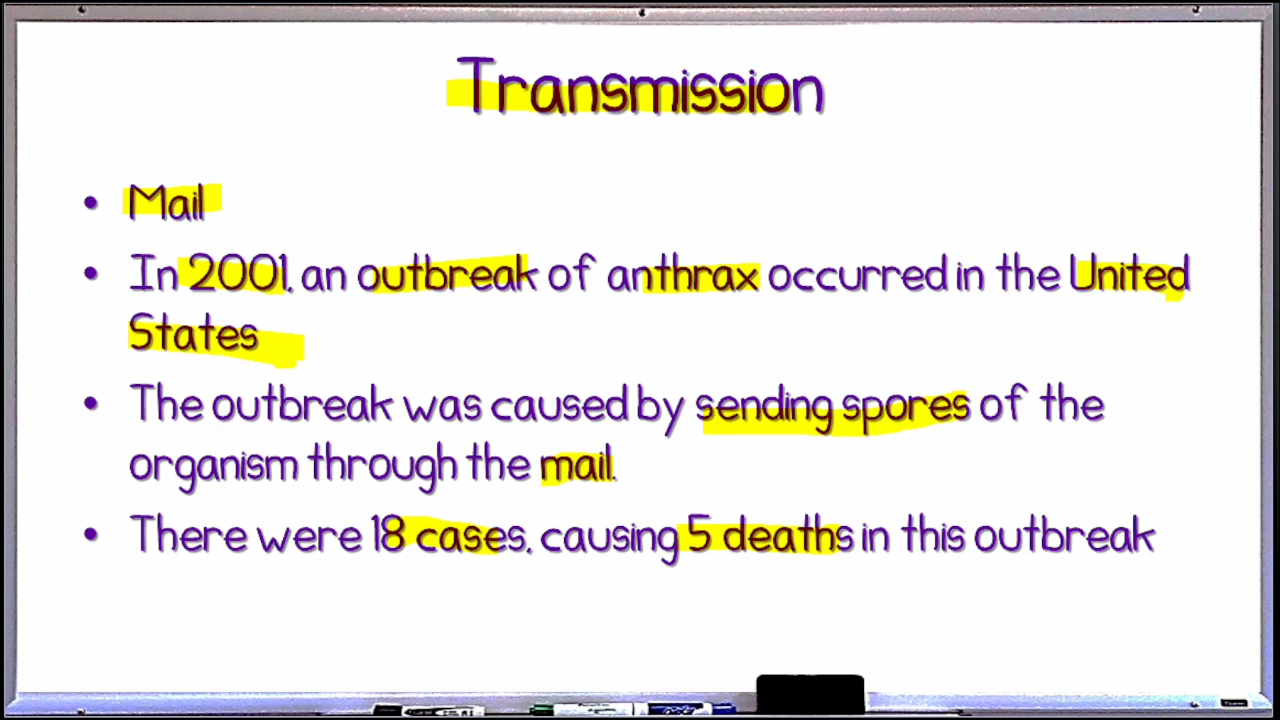 Transmission
• Mail
• In 2001, an outbreak of anthrax occurred in the United
States
• The outbreak was caused by sending spores of the
organism through the mail.
• There were 18 cases, causing 5 deaths in this outbreak